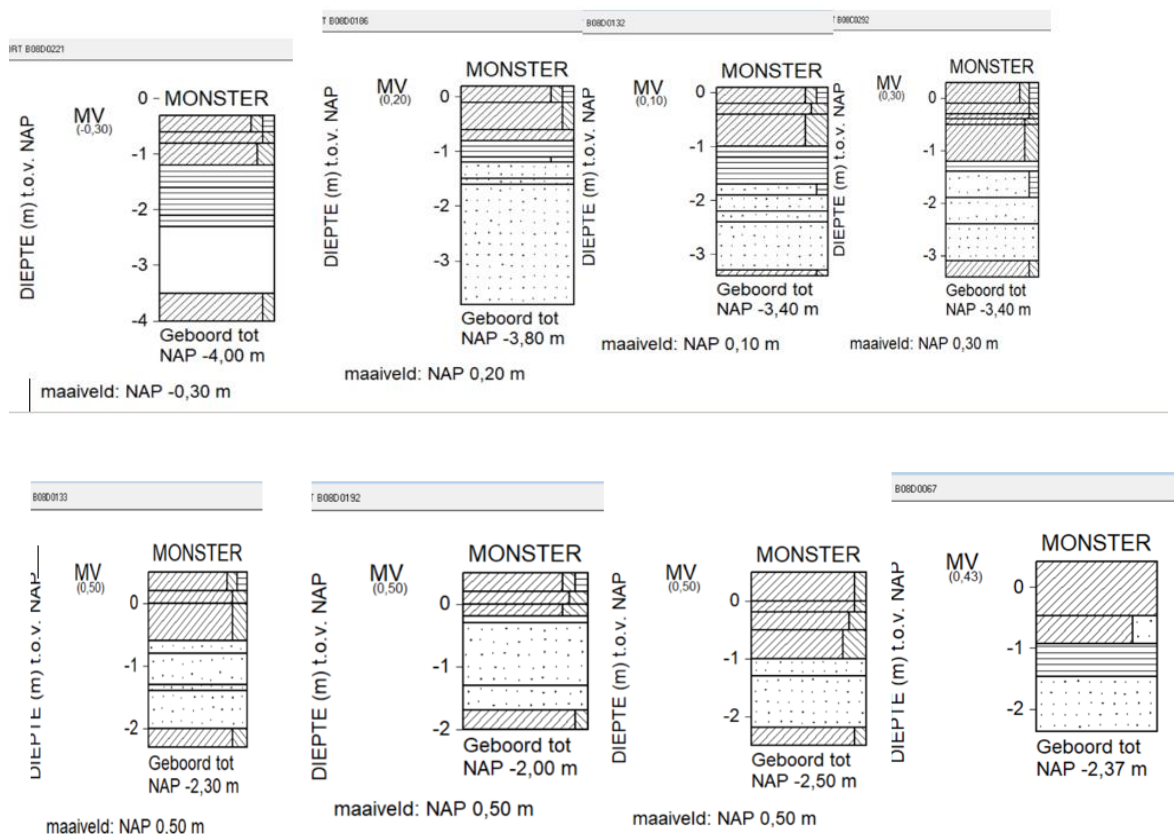 ORT B08D0221
MONSTER
MV
(-0,30)
DIEPTE (m) t.o.v. NAP
0
-1
-2
-3
-4
Geboord tot
NAP -4,00 m
maaiveld: NAP -0,30 m
T B08D0186
MONSTER
MV
(0,20)
DIEPTE (m) t.o.v. NAP
0
-1
-2
-3
Geboord tot
NAP -3,80 m
maaiveld: NAP 0,20 m
B08D0132
MONSTER
MV
(0,10)
DIEPTE (m) t.o.v. NAP
0
-1
-2
-3
Geboord tot
NAP -3,40 m
maaiveld: NAP 0,10 m
T B08C0292
MONSTER
MV
(0,30)
DIEPTE (m) t.o.v. NAP
0
-1
-2
-3
Geboord tot
NAP -3,40 m
maaiveld: NAP 0,30 m
B08D0133
MONSTER
MV
(0,50)
DIEPTE (m) t.o.v. NAP
0
-1
-2
Geboord tot
NAP -2,30 m
maaiveld: NAP 0,50 m
T B08D0192
MONSTER
MV
(0,50)
DIEPTE (m) t.o.v. NAP
0
-1
-2
Geboord tot
NAP -2,00 m
maaiveld: NAP 0,50 m
MONSTER
MV
(0,50)
DIEPTE (m) t.o.v. NAP
0
-1
-2
Geboord tot
NAP -2,50 m
maaiveld: NAP 0,50 m
B08D0067
MONSTER
MV
(0,43)
DIEPTE (m) t.o.v. NAP
0
-1
-2
Geboord tot
NAP -2,37 m